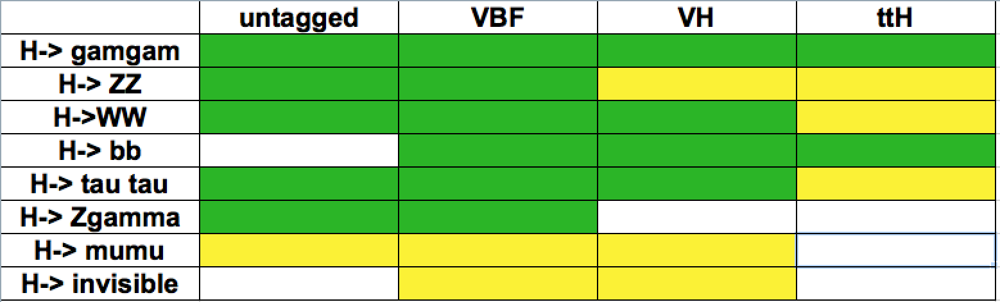 untagged VBF VH ttH
H-> gamgam
H-> ZZ
H->WW
H-> bb
H-> tau tau
H-> Zgamma
H-> mumu
H-> invisible